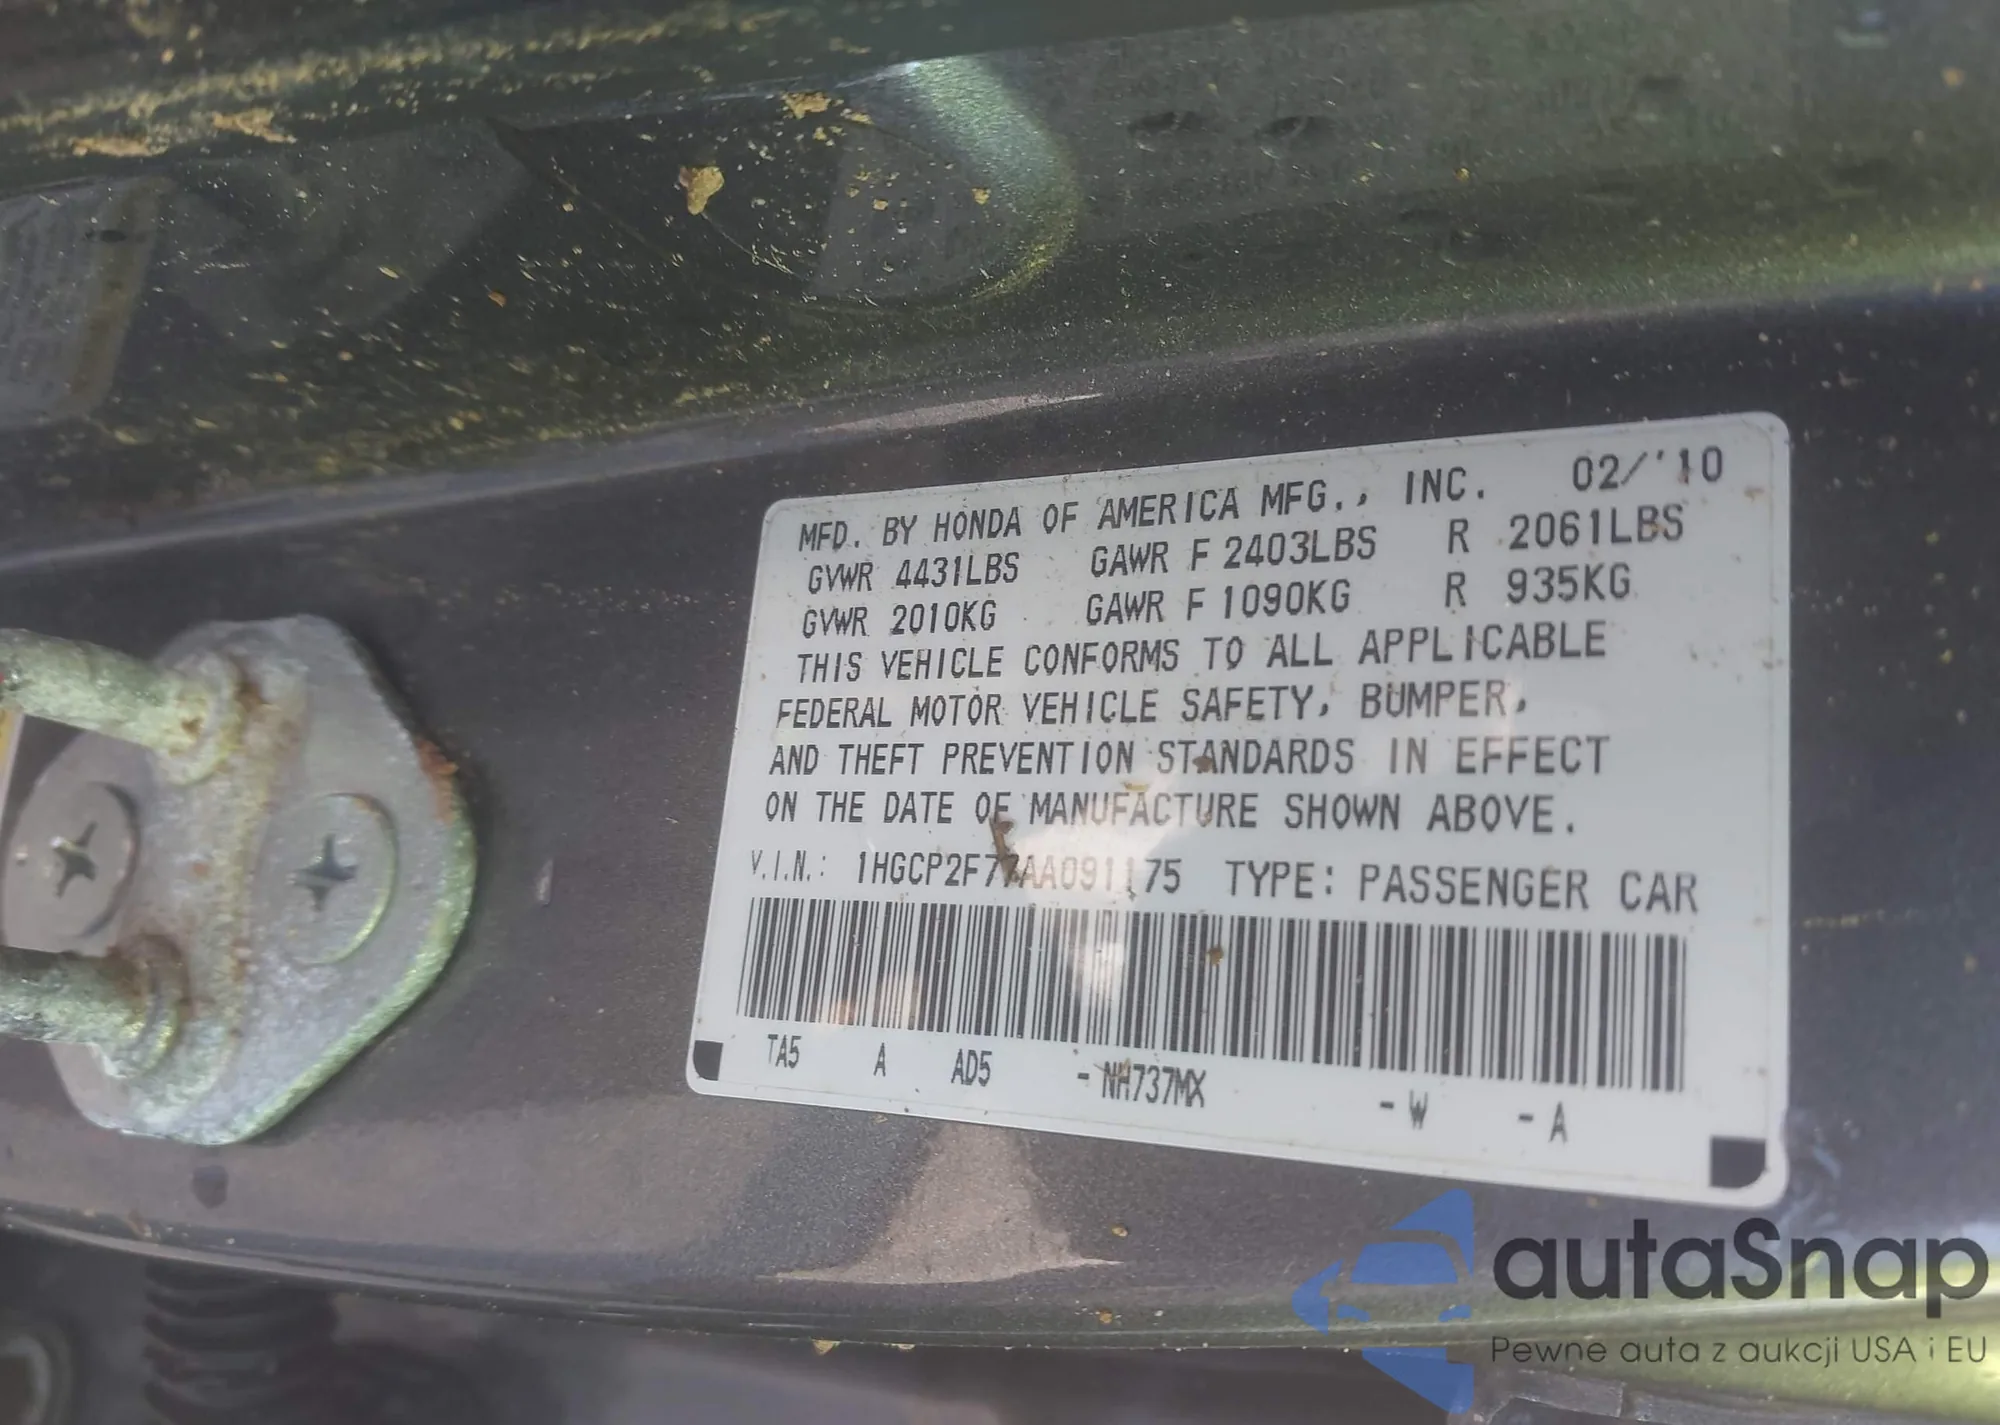 MFD. BY HONDA OF AMERICA MFG., INC. 02/'10
GVWR 4431LBS GAWR F 2403LBS R 2061LBS
GVWR 2010KG GAWR F 1090KG R 935KG
THIS VEHICLE CONFORMS TO ALL APPLICABLE
FEDERAL MOTOR VEHICLE SAFETY, BUMPER,
AND THEFT PREVENTION STANDARDS IN EFFECT
ON THE DATE OF MANUFACTURE SHOWN ABOVE.
V.I.N.: 1HGCP2F77AA091175 TYPE: PASSENGER CAR
TA5 A AD5 - NH737MX - W - A
autaSnap
Pewne auta z aukcji USA i EU